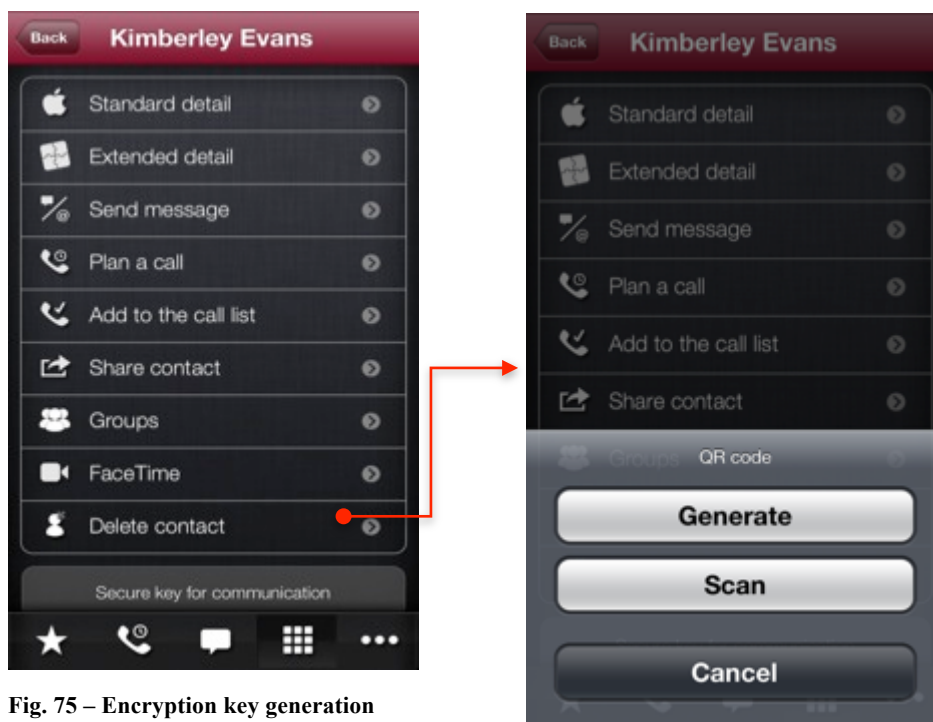 Back Kimberley Evans
Standard detail
Extended detail
Send message
Plan a call
Add to the call list
Share contact
Groups
FaceTime
Delete contact
Secure key for communication
Fig. 75 – Encryption key generation
Back Kimberley Evans
Standard detail
Extended detail
Send message
Plan a call
Add to the call list
Share contact
Groups QR code
Generate
Scan
Cancel